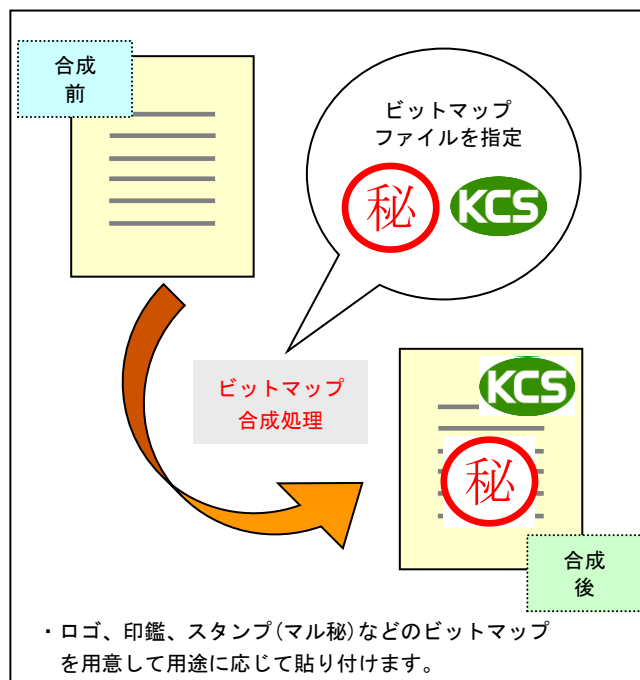 合成
前
ビットマップ
ファイルを指定
秘
KCS
ビットマップ
合成処理
KCS
秘
合成
後
・ロゴ、印鑑、スタンプ(マル秘)などのビットマップ
を用意して用途に応じて貼り付けます。